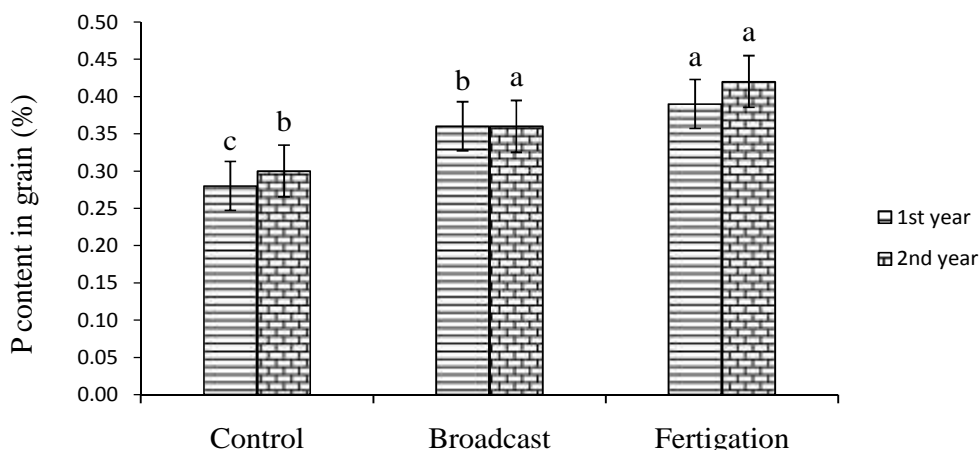 P content in grain (%)
0.50
0.45
0.40
0.35
0.30
0.25
0.20
0.15
0.10
0.05
0.00
c
b
b
a
a
a
Control
Broadcast
Fertigation
1st year
2nd year